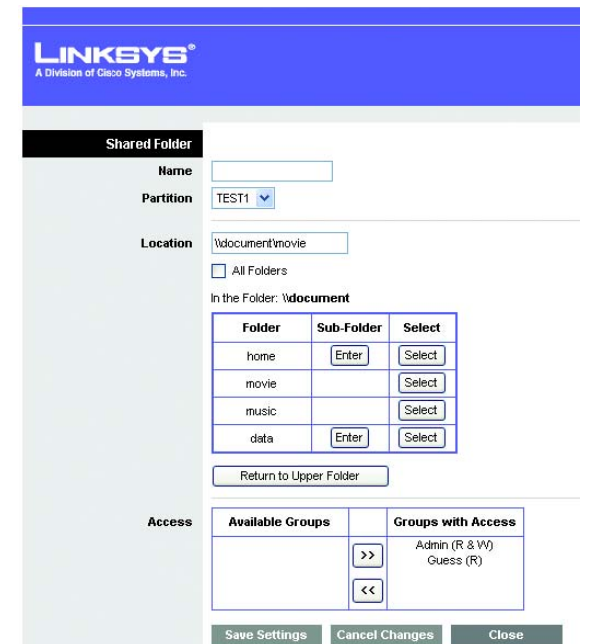 LINKSYS®
A Division of Cisco Systems, Inc.
Shared Folder
Name
Partition TEST1
Location \\document\movie
All Folders
In the Folder: \\document
Folder Sub-Folder Select
home Enter Select
movie Select
music Select
data Enter Select
Return to Upper Folder
Access Available Groups Groups with Access
>> Admin (R & W)
Guess (R)
<<
Save Settings Cancel Changes Close